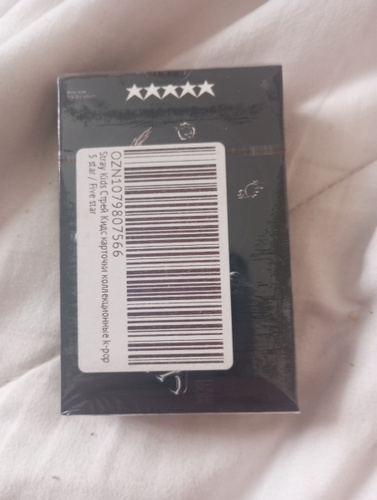 ★★★★★
OZN1079807566
Stray Kids Стрей Кидс карточки коллекционные k-pop
5 star / Five star